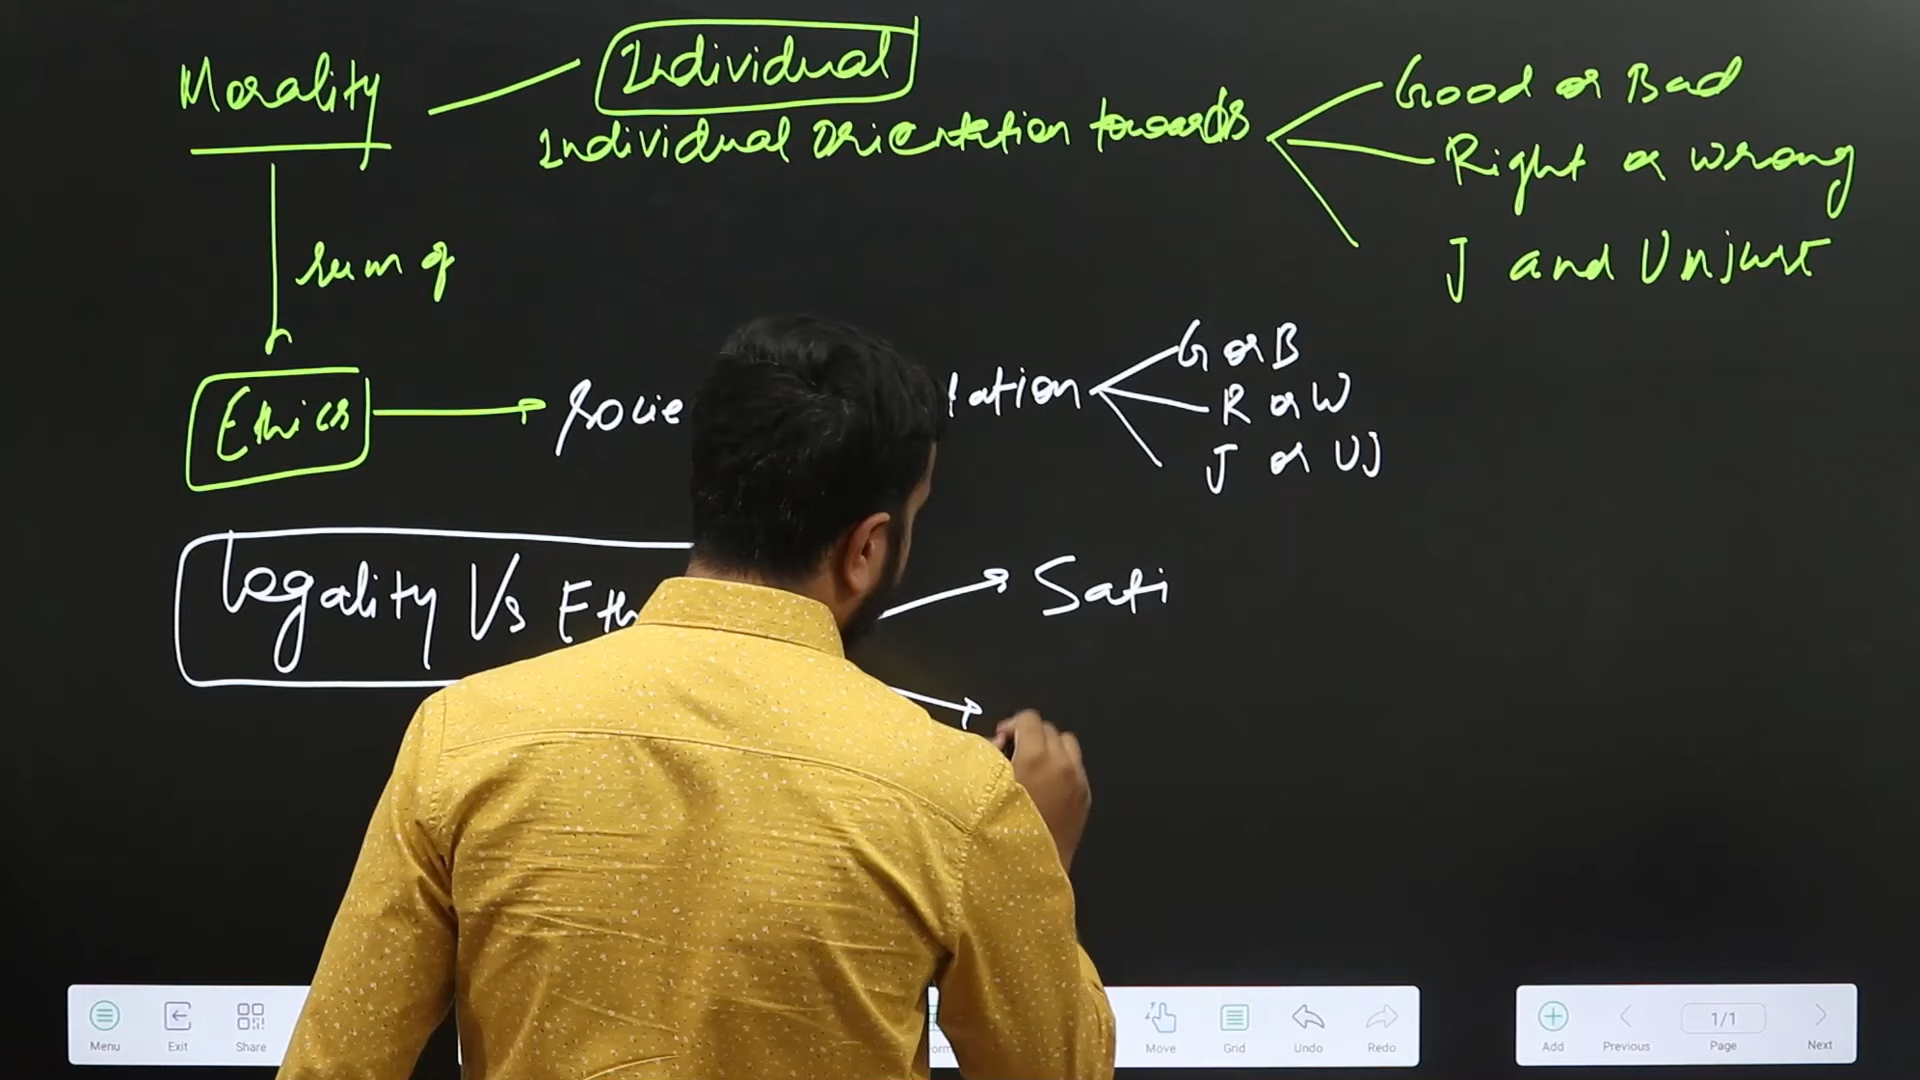 Morality
Individual
Individual orientation towards
Good or Bad
Right or wrong
J and Unjust
sum of
Ethics
lation
G or B
R or W
J or UJ
legality Vs Eth
Sati
Menu
Exit
Share
Move
Grid
Undo
Redo
Add
Previous
1/1
Page
Next